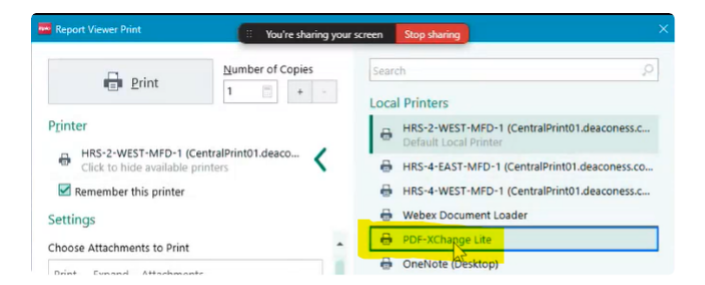 Report Viewer Print
You're sharing your screen Stop sharing
Print
Number of Copies
1 + -
Printer
HRS-2-WEST-MFD-1 (CentralPrint01.deaco...
Click to hide available printers
Remember this printer
Settings
Choose Attachments to Print
Print Expand Attachments
Search
Local Printers
HRS-2-WEST-MFD-1 (CentralPrint01.deaconess.c...
Default Local Printer
HRS-4-EAST-MFD-1 (CentralPrint01.deaconess.co...
HRS-4-WEST-MFD-1 (CentralPrint01.deaconess.c...
Webex Document Loader
PDF-XChange Lite
OneNote (Desktop)